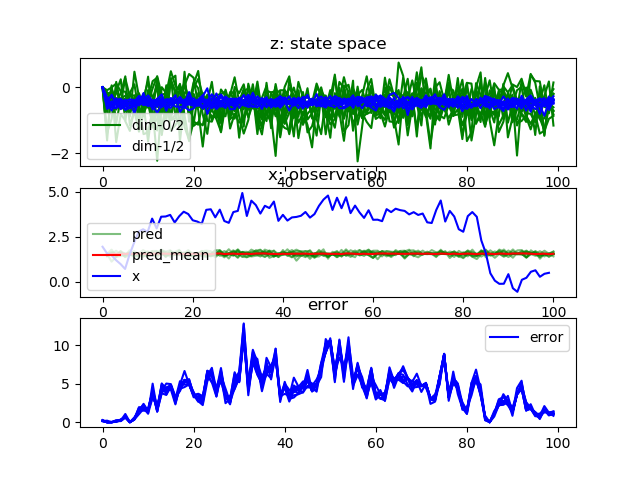 z: state space
0
−2
dim-0/2
dim-1/2
0 20 40 60 80 100
x: observation
5.0
2.5
0.0
pred
pred_mean
x
0 20 40 60 80 100
error
10
5
0
error
0 20 40 60 80 100